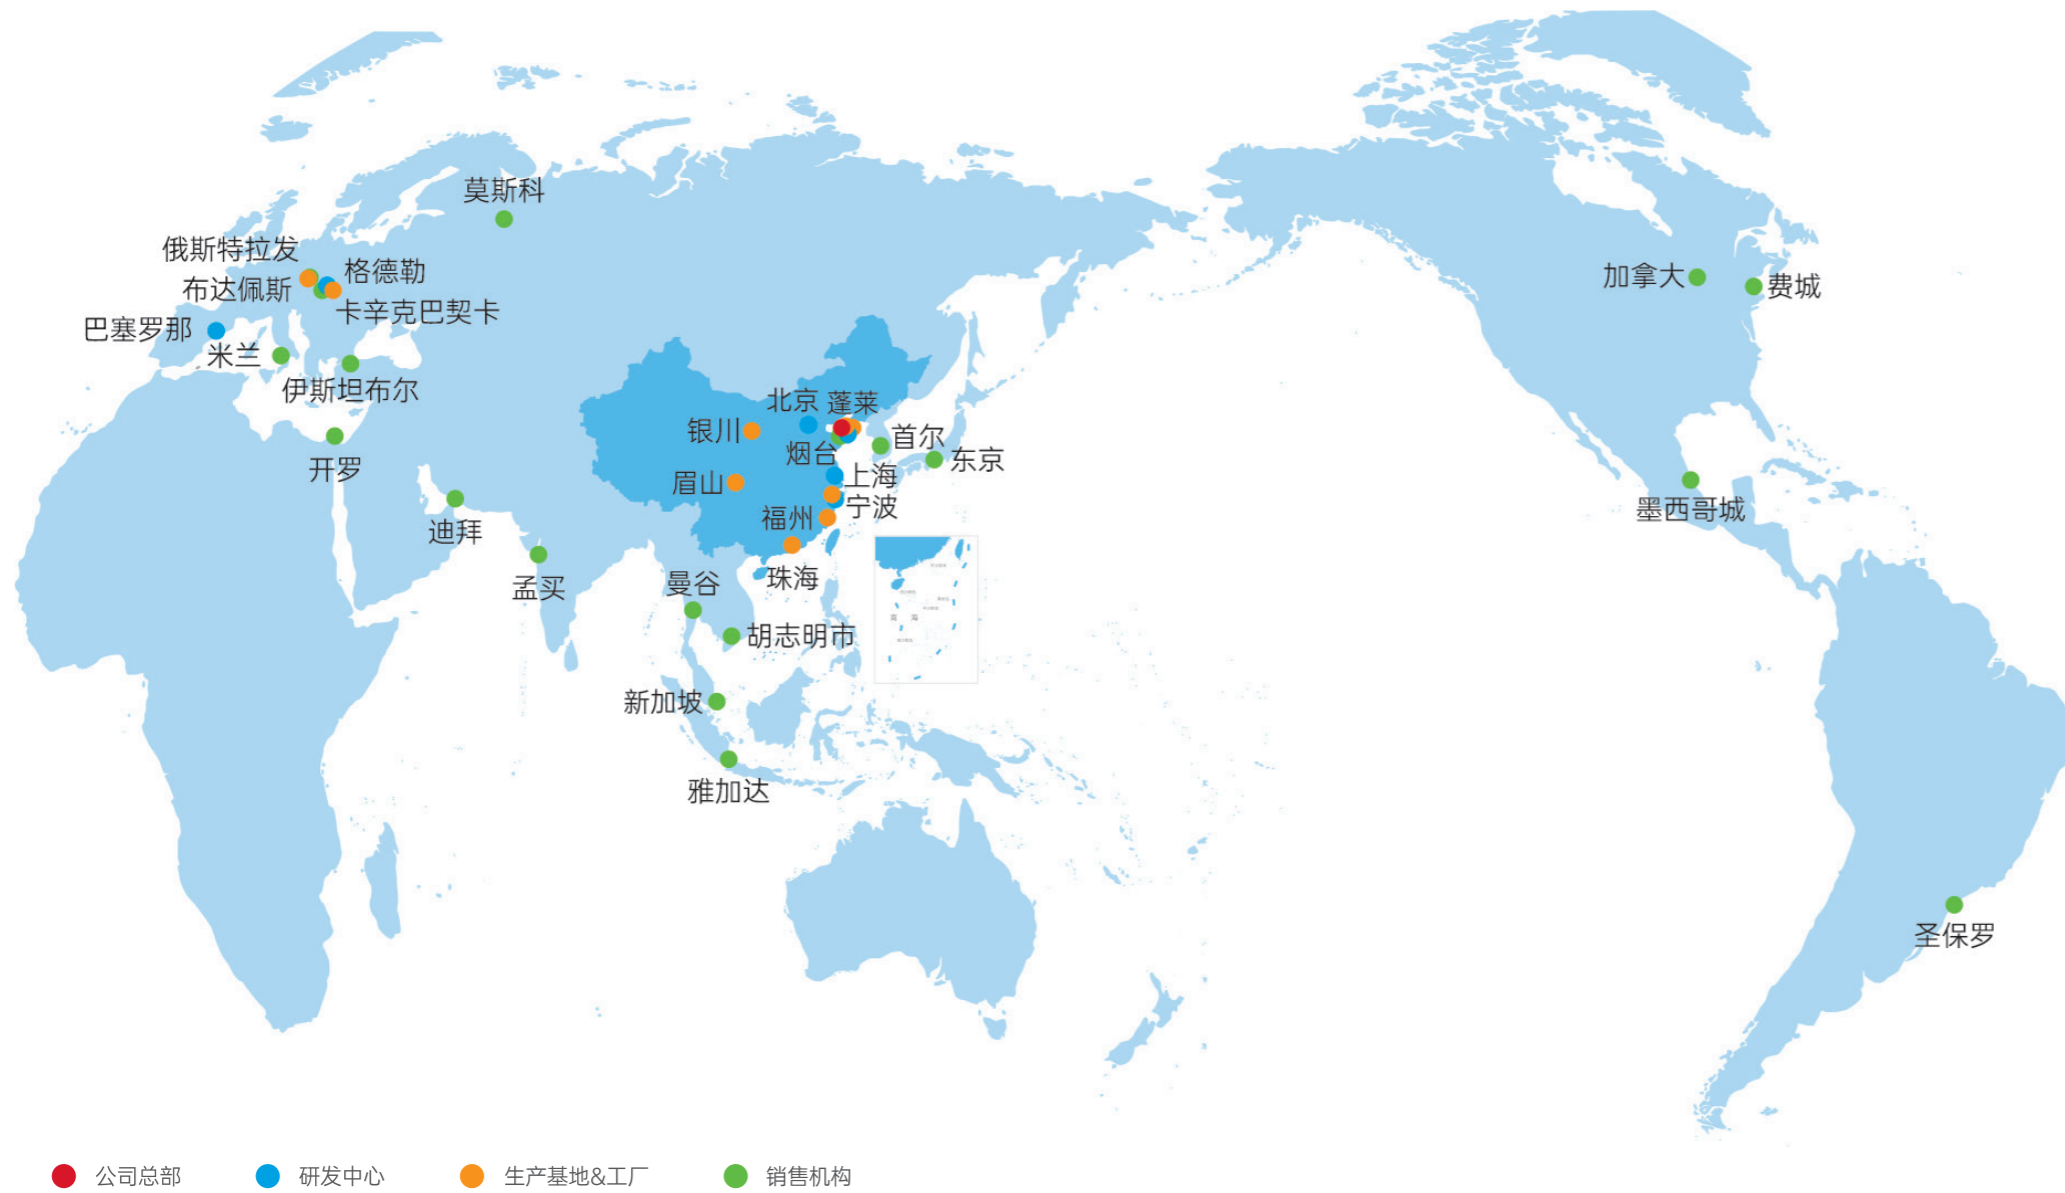 莫斯科
俄斯特拉发
格德勒
布达佩斯
卡辛克巴契卡
巴塞罗那
米兰
伊斯坦布尔
开罗
迪拜
孟买
北京
蓬莱
银川
烟台
首尔
东京
眉山
上海
宁波
福州
珠海
曼谷
胡志明市
新加坡
雅加达
南 海
加拿大
费城
墨西哥城
圣保罗
公司总部
研发中心
生产基地&工厂
销售机构